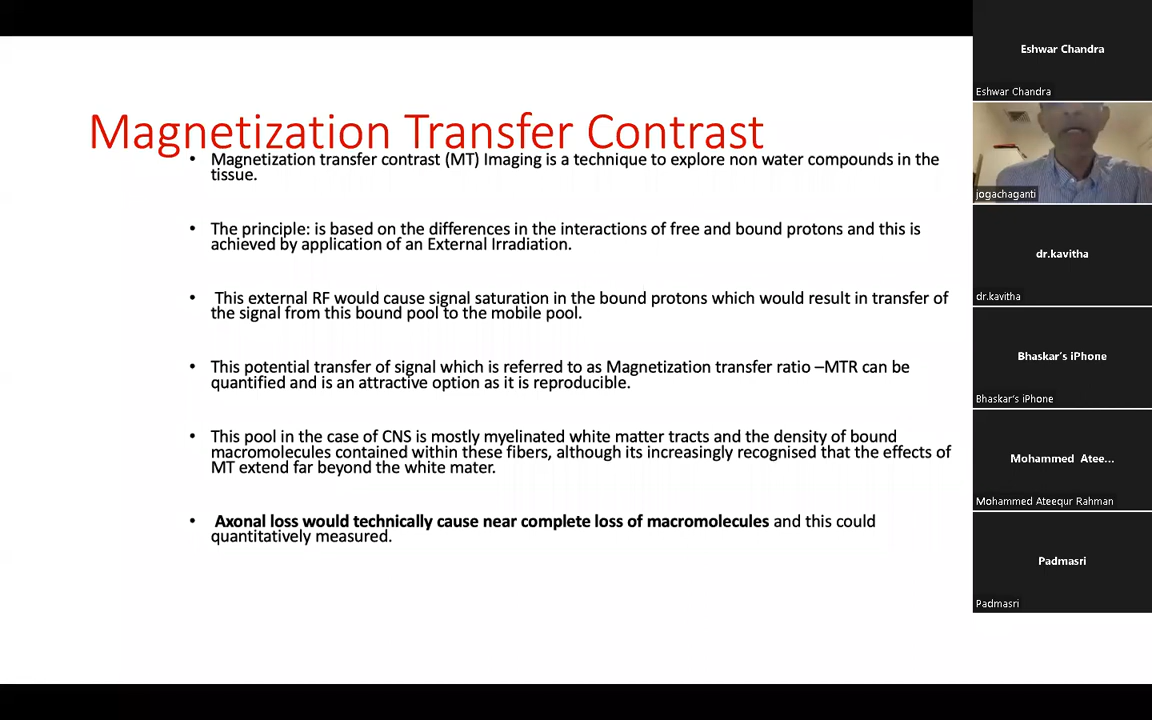 Magnetization Transfer Contrast
• Magnetization transfer contrast (MT) Imaging is a technique to explore non water compounds in the
tissue.
• The principle: is based on the differences in the interactions of free and bound protons and this is
achieved by application of an External Irradiation.
• This external RF would cause signal saturation in the bound protons which would result in transfer of
the signal from this bound pool to the mobile pool.
• This potential transfer of signal which is referred to as Magnetization transfer ratio –MTR can be
quantified and is an attractive option as it is reproducible.
• This pool in the case of CNS is mostly myelinated white matter tracts and the density of bound
macromolecules contained within these fibers, although its increasingly recognised that the effects of
MT extend far beyond the white mater.
• Axonal loss would technically cause near complete loss of macromolecules and this could
quantitatively measured.
Eshwar Chandra
Eshwar Chandra
jogachaganti
dr.kavitha
dr.kavitha
Bhaskar's iPhone
Bhaskar's iPhone
Mohammed Atee...
Mohammed Ateequr Rahman
Padmasri
Padmasri